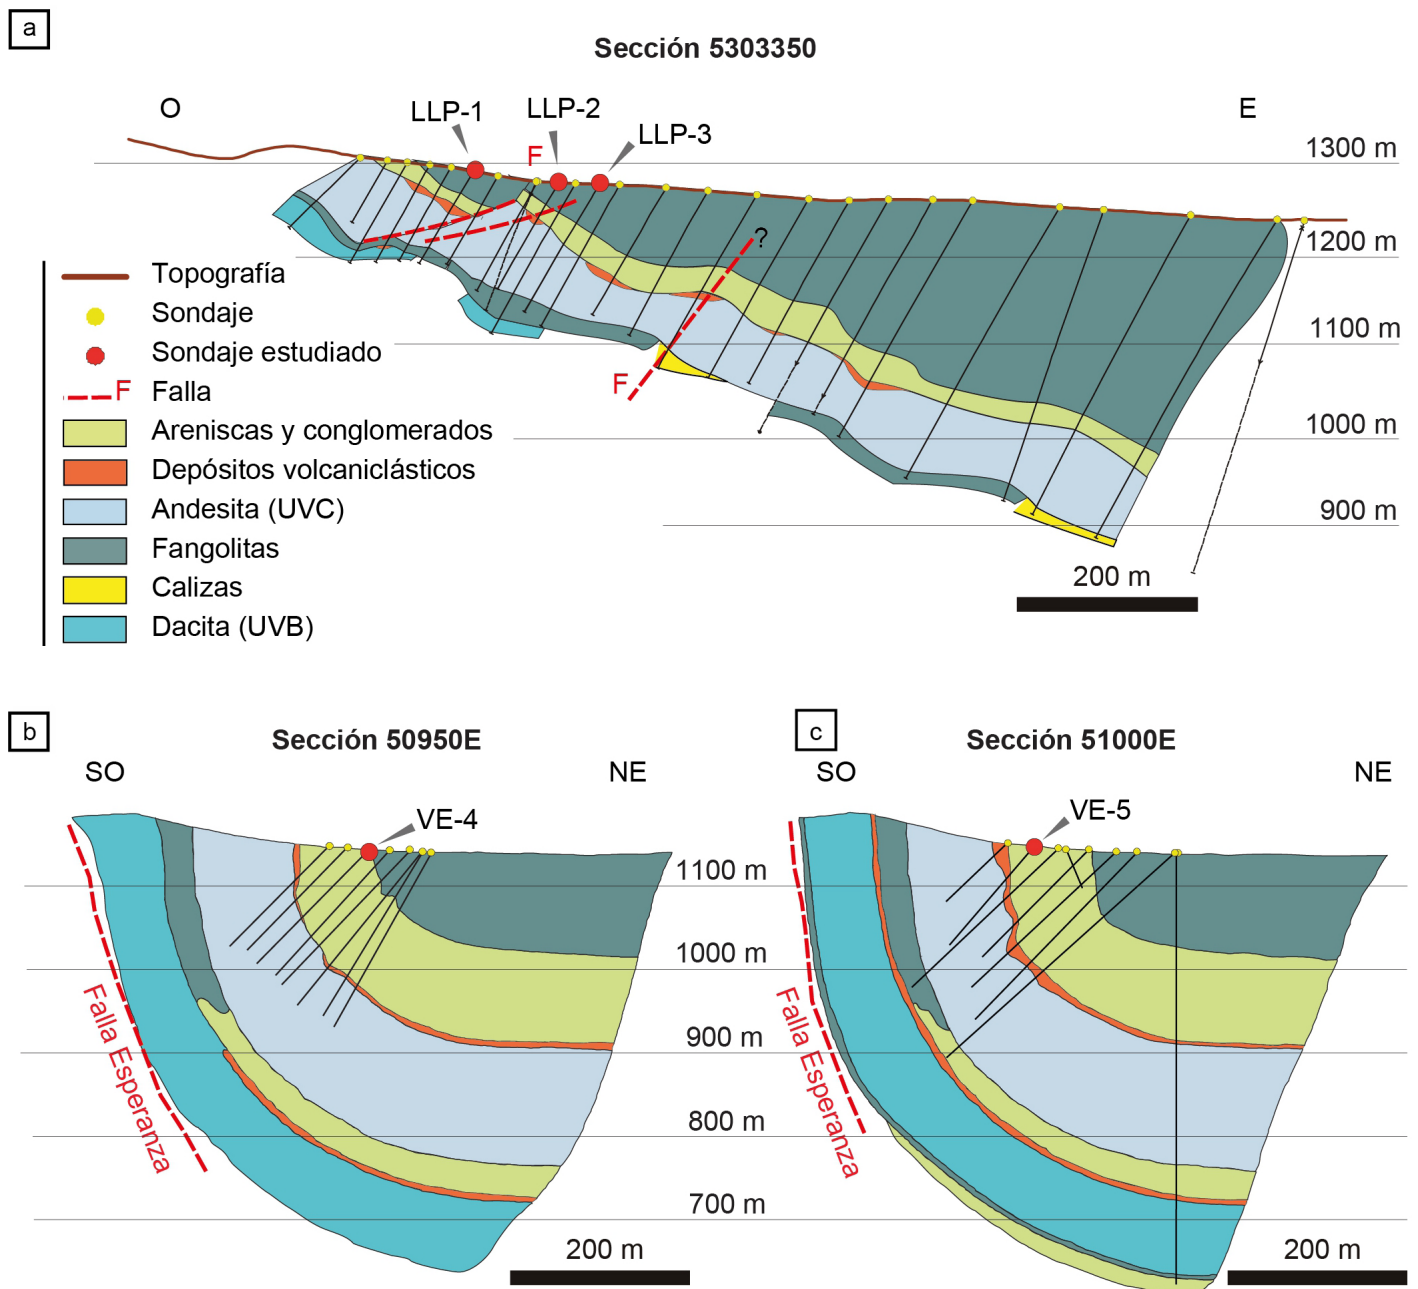 a
Sección 5303350
O
LLP-1
LLP-2
LLP-3
E
F
1300 m
?
1200 m
Topografía
Sondaje
1100 m
Sondaje estudiado
F
Falla
F
Areniscas y conglomerados
1000 m
Depósitos volcaniclásticos
Andesita (UVC)
900 m
Fangolitas
200 m
Calizas
Dacita (UVB)
b
Sección 50950E
SO
NE
VE-4
Falla Esperanza
200 m
1100 m
1000 m
900 m
800 m
700 m
c
Sección 51000E
SO
NE
VE-5
Falla Esperanza
200 m